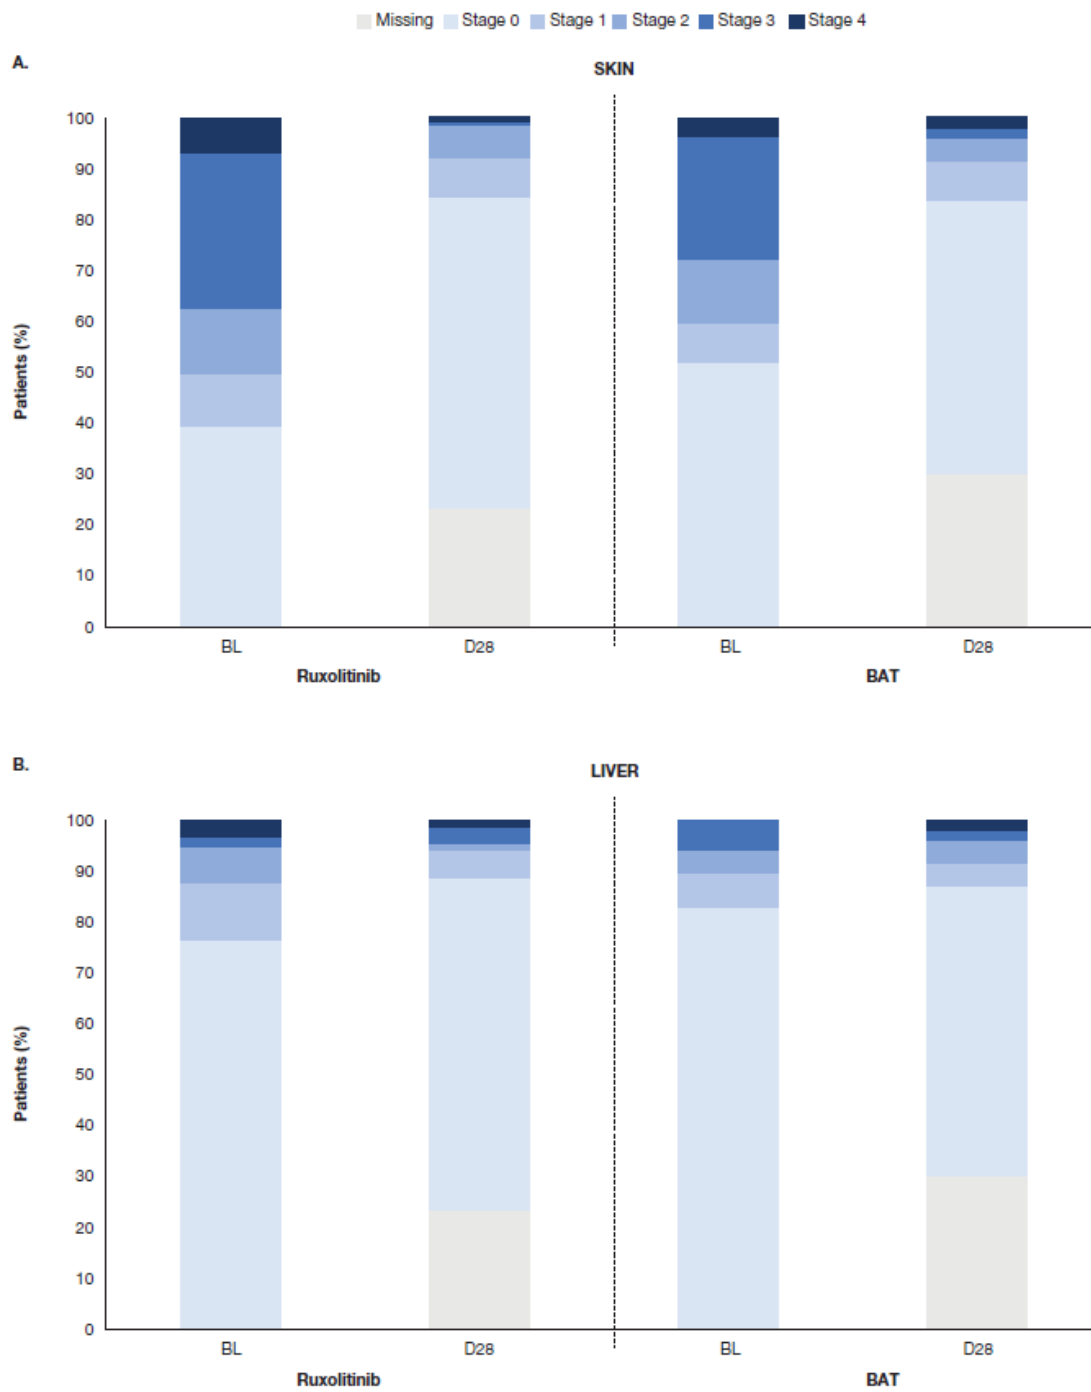 Missing Stage 0 Stage 1 Stage 2 Stage 3 Stage 4
A.
SKIN
100
90
80
70
60
50
40
30
20
10
0
Patients (%)
BL D28 BL D28
Ruxolitinib BAT
B.
LIVER
100
90
80
70
60
50
40
30
20
10
0
Patients (%)
BL D28 BL D28
Ruxolitinib BAT